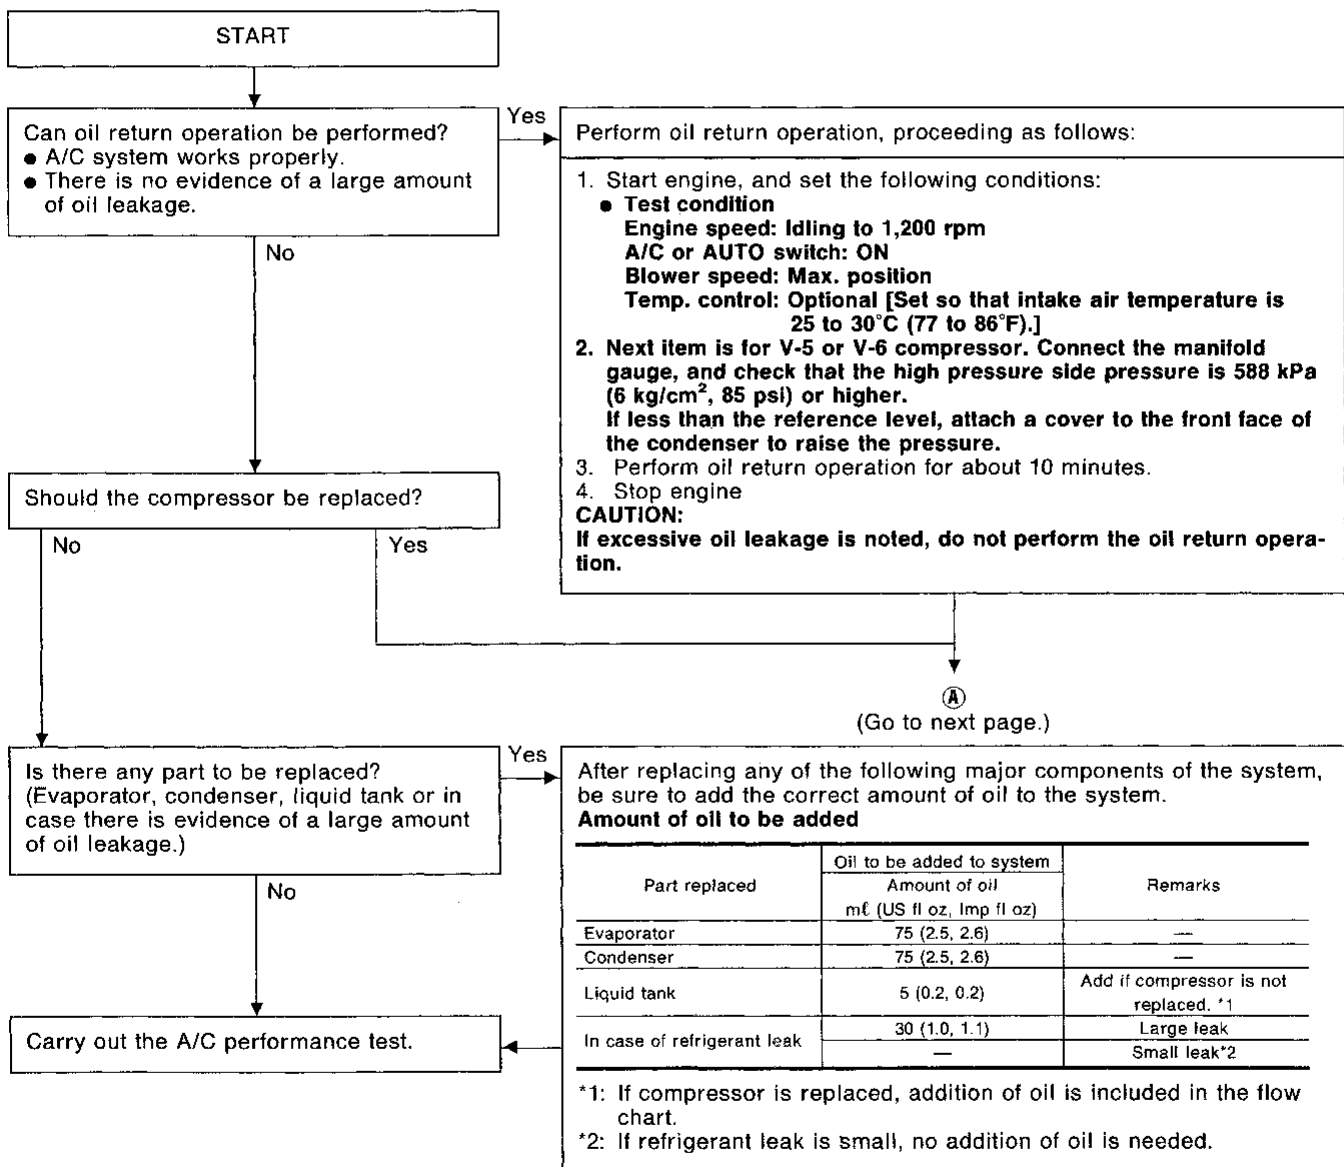 START
Can oil return operation be performed?
● A/C system works properly.
● There is no evidence of a large amount
of oil leakage.
Yes
No
Perform oil return operation, proceeding as follows:
1. Start engine, and set the following conditions:
● Test condition
Engine speed: Idling to 1,200 rpm
A/C or AUTO switch: ON
Blower speed: Max. position
Temp. control: Optional [Set so that intake air temperature is
25 to 30°C (77 to 86°F).]
2. Next item is for V-5 or V-6 compressor. Connect the manifold
gauge, and check that the high pressure side pressure is 588 kPa
(6 kg/cm², 85 psi) or higher.
If less than the reference level, attach a cover to the front face of
the condenser to raise the pressure.
3. Perform oil return operation for about 10 minutes.
4. Stop engine
CAUTION:
If excessive oil leakage is noted, do not perform the oil return opera-
tion.
Should the compressor be replaced?
No
Yes
Ⓐ
(Go to next page.)
Is there any part to be replaced?
(Evaporator, condenser, liquid tank or in
case there is evidence of a large amount
of oil leakage.)
Yes
No
After replacing any of the following major components of the system,
be sure to add the correct amount of oil to the system.
Amount of oil to be added
Part replaced
Oil to be added to system
Amount of oil
mℓ (US fl oz, Imp fl oz)
Remarks
Evaporator 75 (2.5, 2.6) —
Condenser 75 (2.5, 2.6) —
Liquid tank 5 (0.2, 0.2) Add if compressor is not
replaced. *1
In case of refrigerant leak 30 (1.0, 1.1) Large leak
— Small leak*2
*1: If compressor is replaced, addition of oil is included in the flow
chart.
*2: If refrigerant leak is small, no addition of oil is needed.
Carry out the A/C performance test.